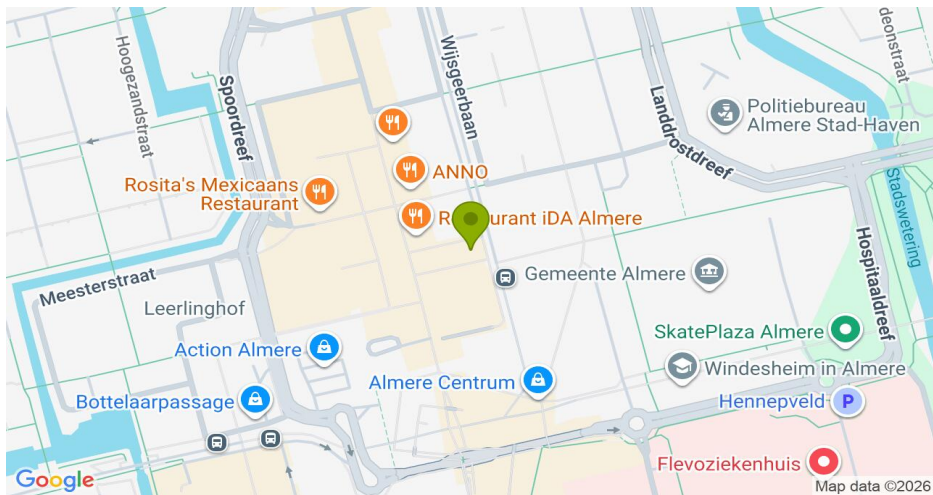 Hoogezandstraat
Spoordreef
Wijsgeerbaan
Landdrostdreef
deonstraat
Politiebureau
Almere Stad-Haven
ANNO
Rosita's Mexicaans
Restaurant
Restaurant iDA Almere
Stadswetering
Meesterstraat
Leerlinghof
Gemeente Almere
Hospitaaldreef
SkatePlaza Almere
Action Almere
Almere Centrum
Windesheim in Almere
Bottelaarpassage
Hennepveld
P
Flevoziekenhuis
Google
Map data ©2026